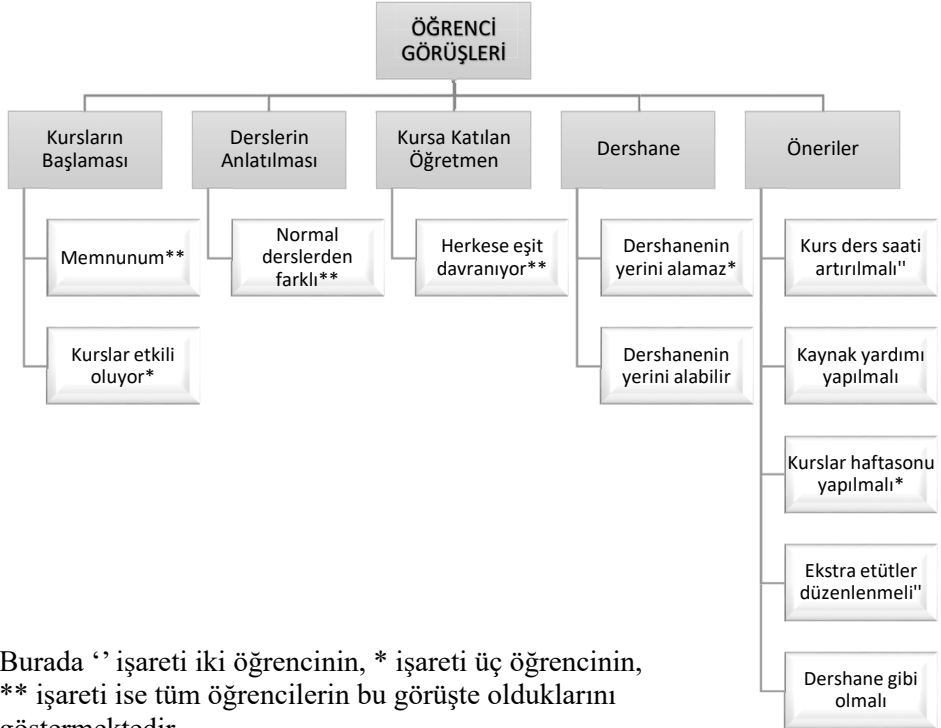 ÖĞRENCİ
GÖRÜŞLERİ
Kursların
Başlaması
Memnunum**
Kurslar etkili
oluyor*
Derslerin
Anlatılması
Normal
derslerden
farklı**
Kursa Katılan
Öğretmen
Herkese eşit
davranıyor**
Dershane
Dershanenin
yerini alamaz*
Dershanenin
yerini alabilir
Öneriler
Kurs ders saati
artırılmalı''
Kaynak yardımı
yapılmalı
Kurslar haftasonu
yapılmalı*
Ekstra etütler
düzenlenmeli''
Dershane gibi
olmalı
Burada ‘’ işareti iki öğrencinin, * işareti üç öğrencinin,
** işareti ise tüm öğrencilerin bu görüşte olduklarını
göstermektedir